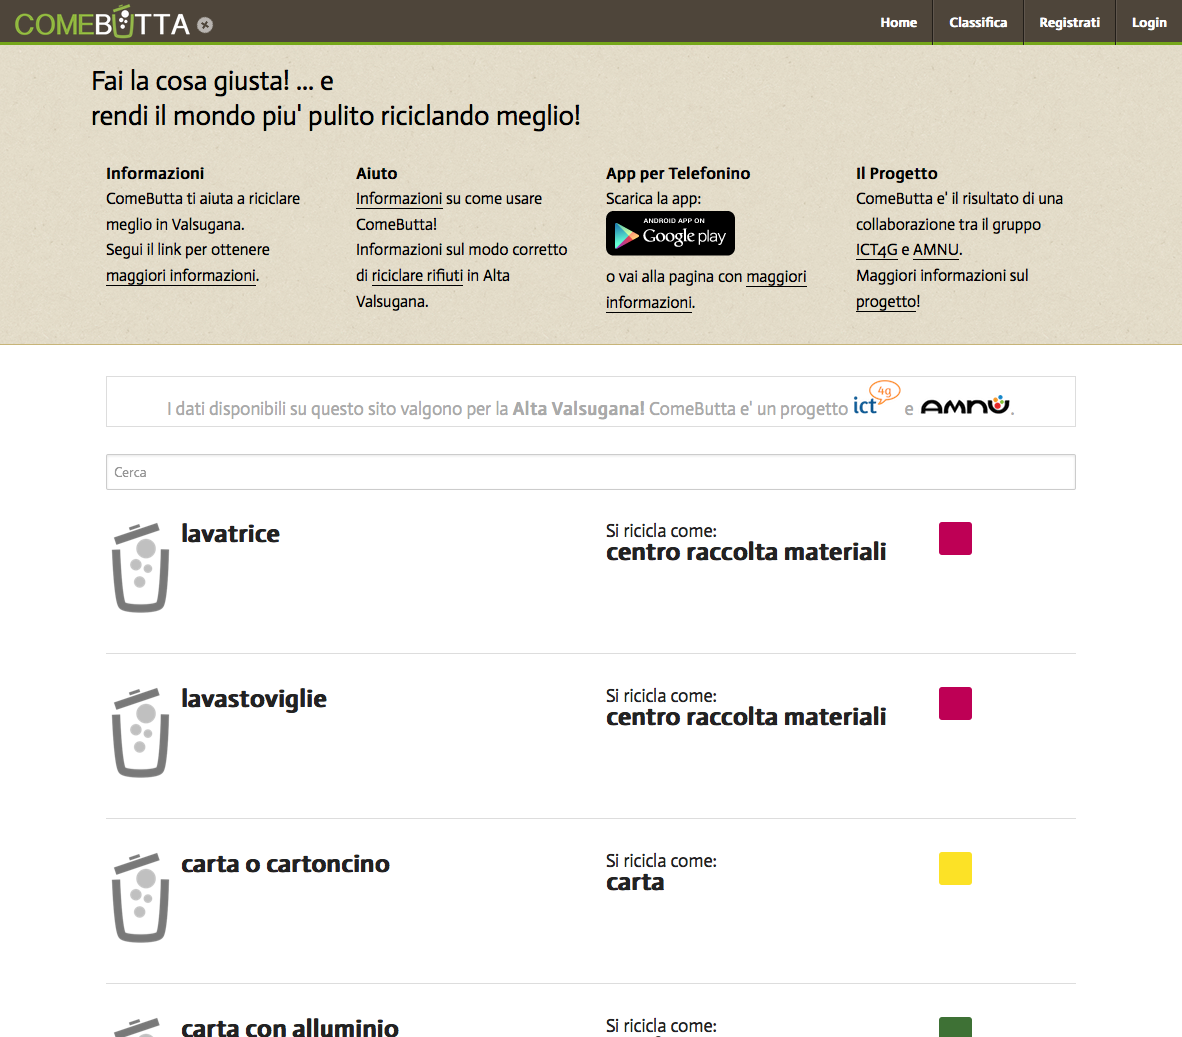 COMEBUTTA
Home
Classifica
Registrati
Login
Fai la cosa giusta! ... e
rendi il mondo piu' pulito riciclando meglio!
Informazioni
ComeButta ti aiuta a riciclare
meglio in Valsugana.
Segui il link per ottenere
maggiori informazioni.
Aiuto
Informazioni su come usare
ComeButta!
Informazioni sul modo corretto
di riciclare rifiuti in Alta
Valsugana.
App per Telefonino
Scarica la app:
ANDROID APP ON
Google play
o vai alla pagina con maggiori
informazioni.
Il Progetto
ComeButta e' il risultato di una
collaborazione tra il gruppo
ICT4G e AMNU.
Maggiori informazioni sul
progetto!
I dati disponibili su questo sito valgono per la Alta Valsugana! ComeButta e' un progetto ict 4g e AMNU.
Cerca
lavatrice
Si ricicla come:
centro raccolta materiali
lavastoviglie
Si ricicla come:
centro raccolta materiali
carta o cartoncino
Si ricicla come:
carta
carta con alluminio
Si ricicla come: